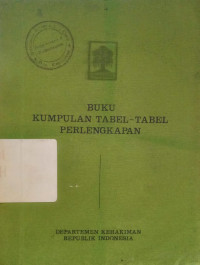 BUKU
KUMPULAN TABEL-TABEL
PERLENGKAPAN
DEPARTEMEN KEHAKIMAN
REPUBLIK INDONESIA